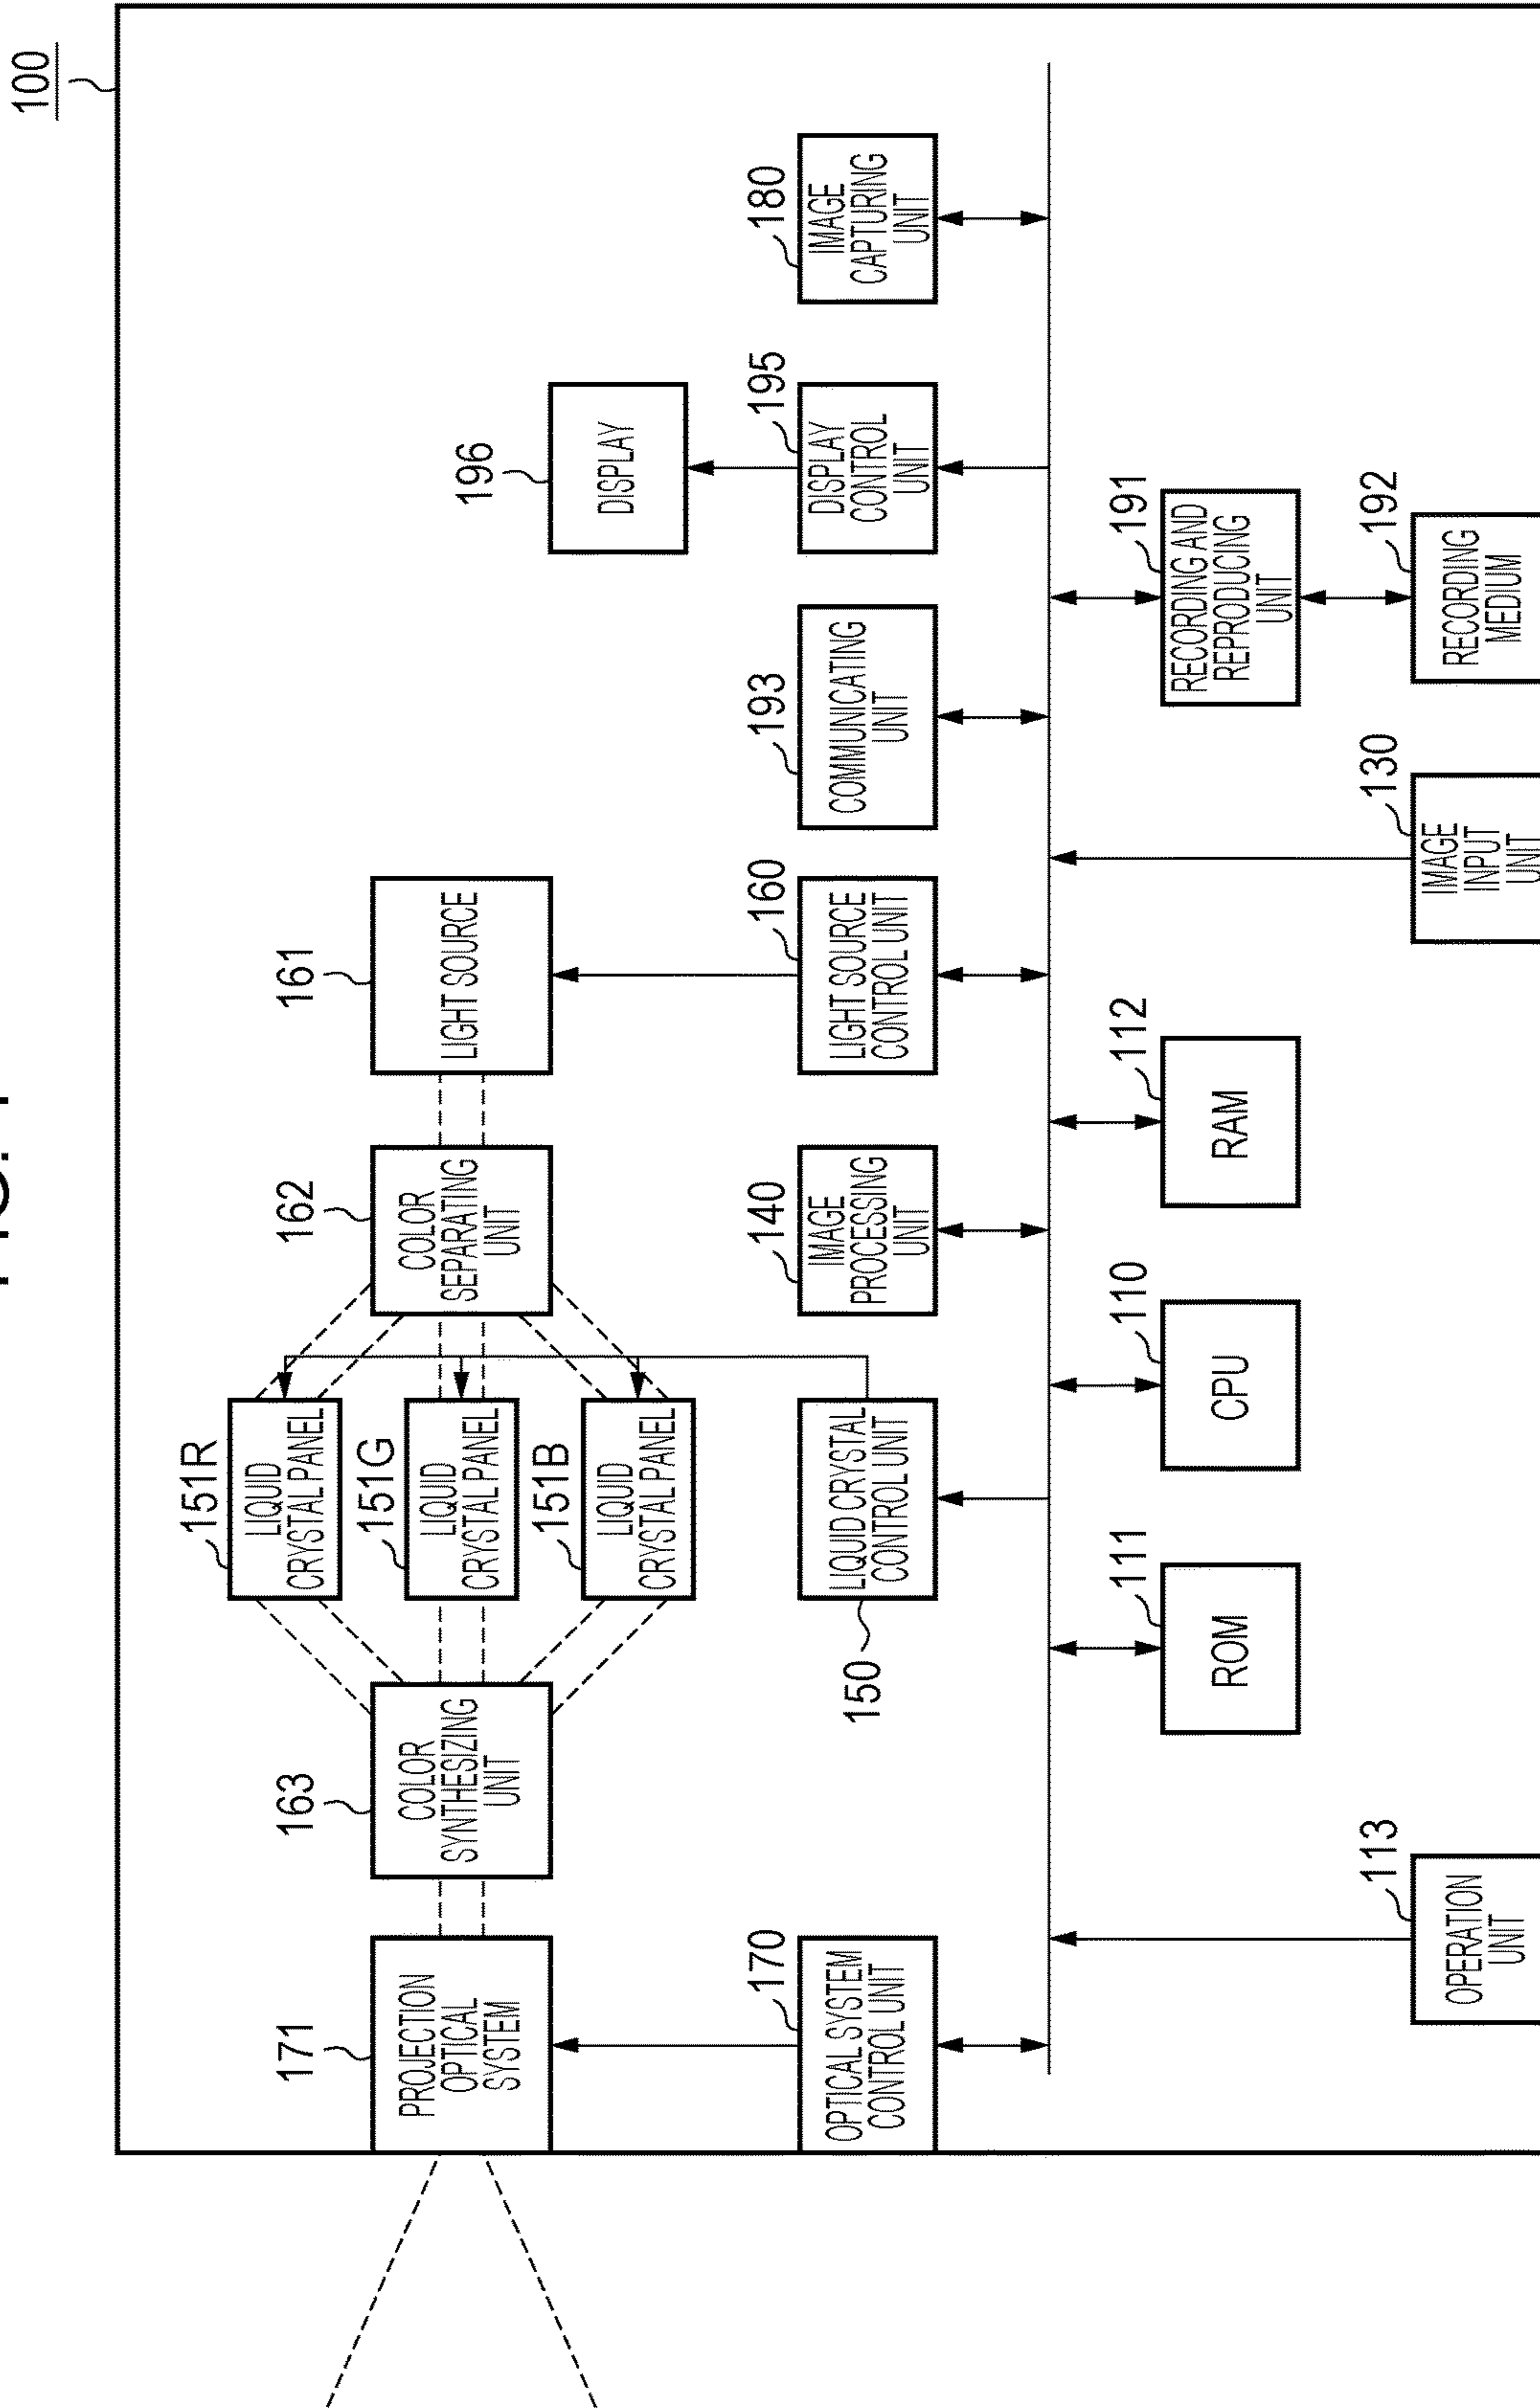 100
171
PROJECTION
OPTICAL
SYSTEM
163
COLOR
SYNTHESIZING
UNIT
151R
LIQUID
CRYSTAL PANEL
151G
LIQUID
CRYSTAL PANEL
151B
LIQUID
CRYSTAL PANEL
162
COLOR
SEPARATING
UNIT
161
LIGHT SOURCE
196
DISPLAY
170
OPTICAL SYSTEM
CONTROL UNIT
150
LIQUID CRYSTAL
CONTROL UNIT
140
IMAGE
PROCESSING
UNIT
160
LIGHT SOURCE
CONTROL UNIT
193
COMMUNICATING
UNIT
195
DISPLAY
CONTROL
UNIT
180
IMAGE
CAPTURING
UNIT
111
ROM
110
CPU
112
RAM
191
RECORDING AND
REPRODUCING
UNIT
113
OPERATION
UNIT
130
IMAGE
INPUT
UNIT
192
RECORDING
MEDIUM